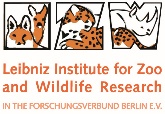 Leibniz Institute for Zoo
and Wildlife Research
IN THE FORSCHUNGSVERBUND BERLIN E.V.